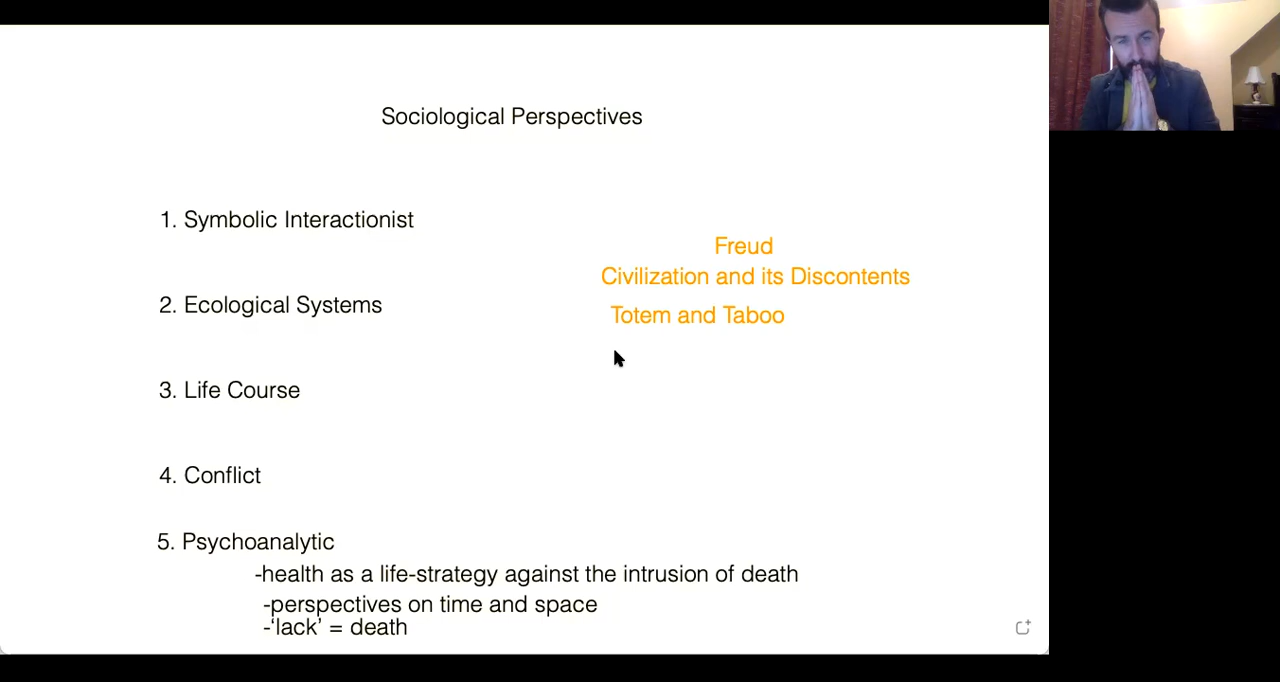 Sociological Perspectives
1. Symbolic Interactionist
Freud
Civilization and its Discontents
2. Ecological Systems
Totem and Taboo
3. Life Course
4. Conflict
5. Psychoanalytic
-health as a life-strategy against the intrusion of death
-perspectives on time and space
-‘lack’ = death